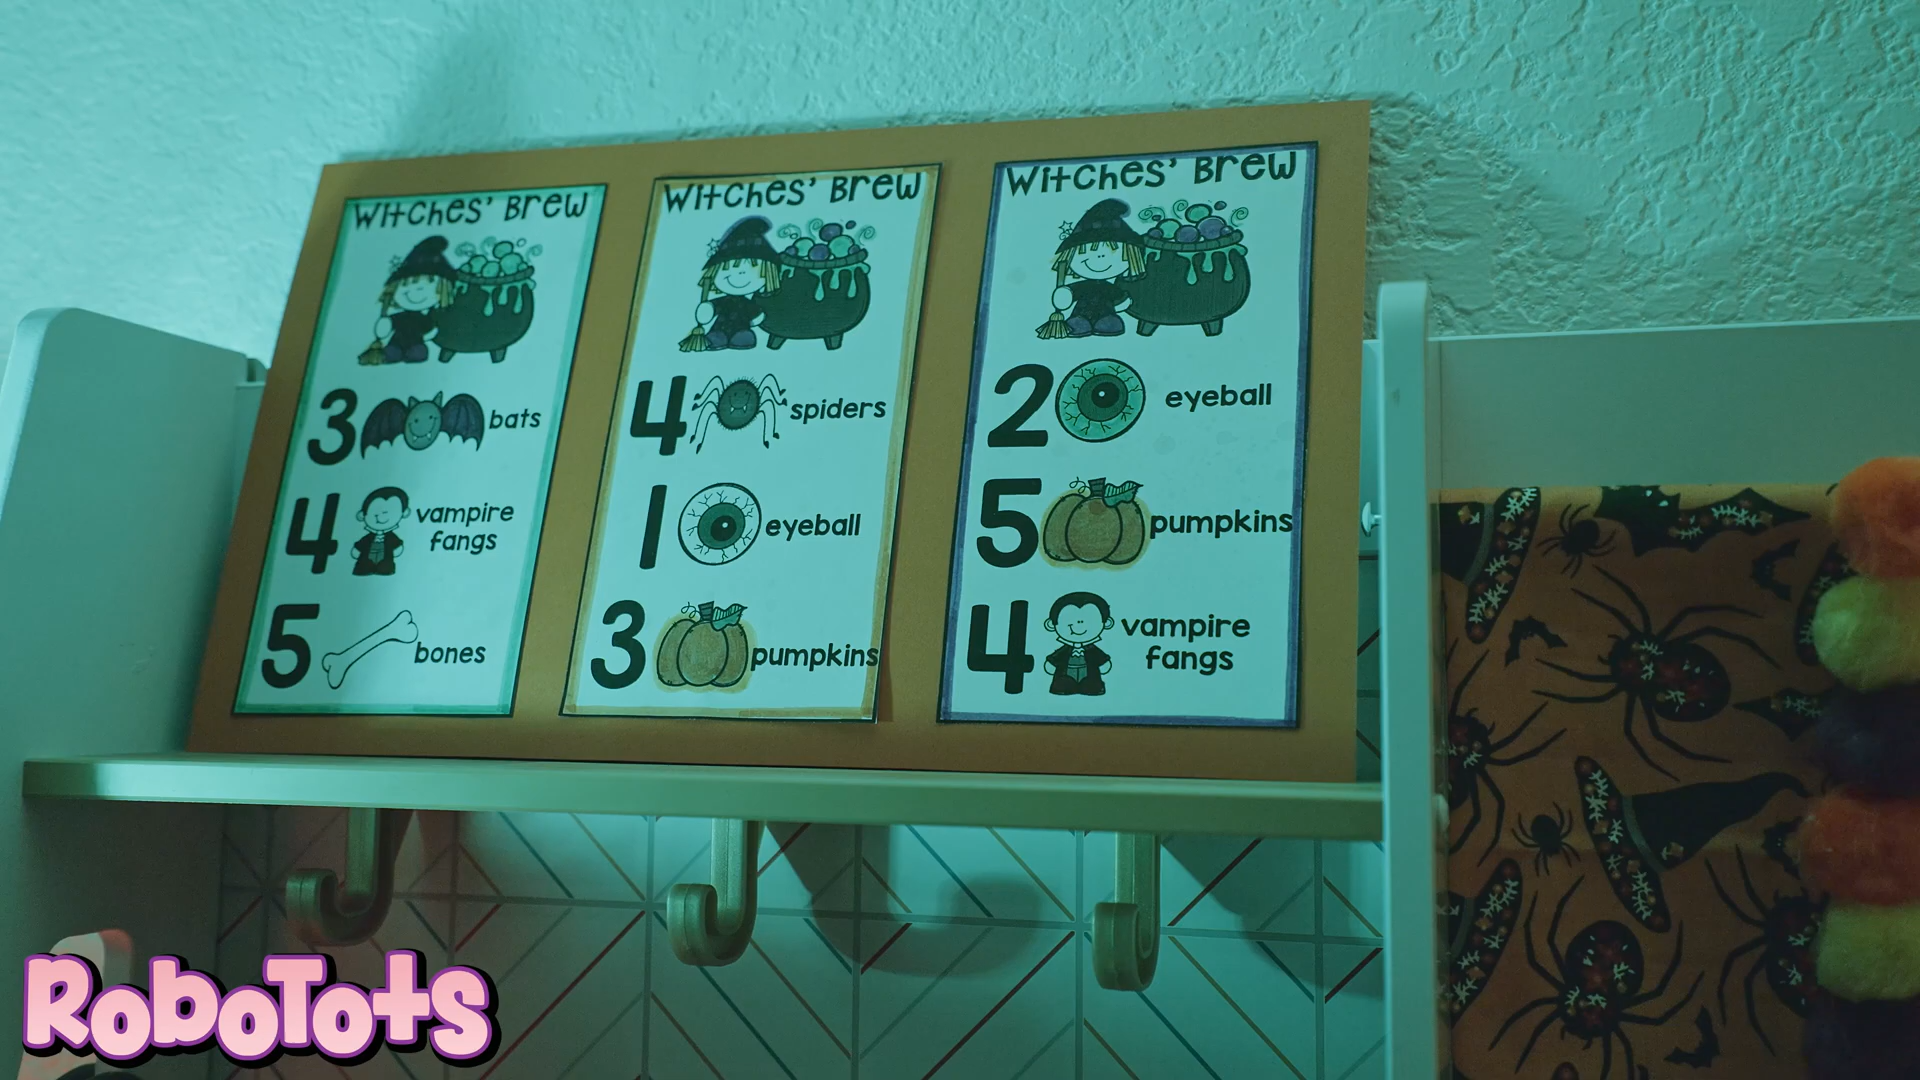 Witches' Brew
3 bats
4 vampire
fangs
5 bones
Witches' Brew
4 spiders
1 eyeball
3 pumpkins
Witches' Brew
2 eyeball
5 pumpkins
4 vampire
fangs
RoboTots